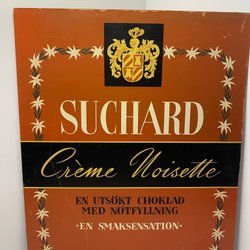 SUCHARD
Crème Noisette
EN UTSÖKT CHOKLAD
MED NÖTFYLLNING
· EN SMAKSENSATION ·